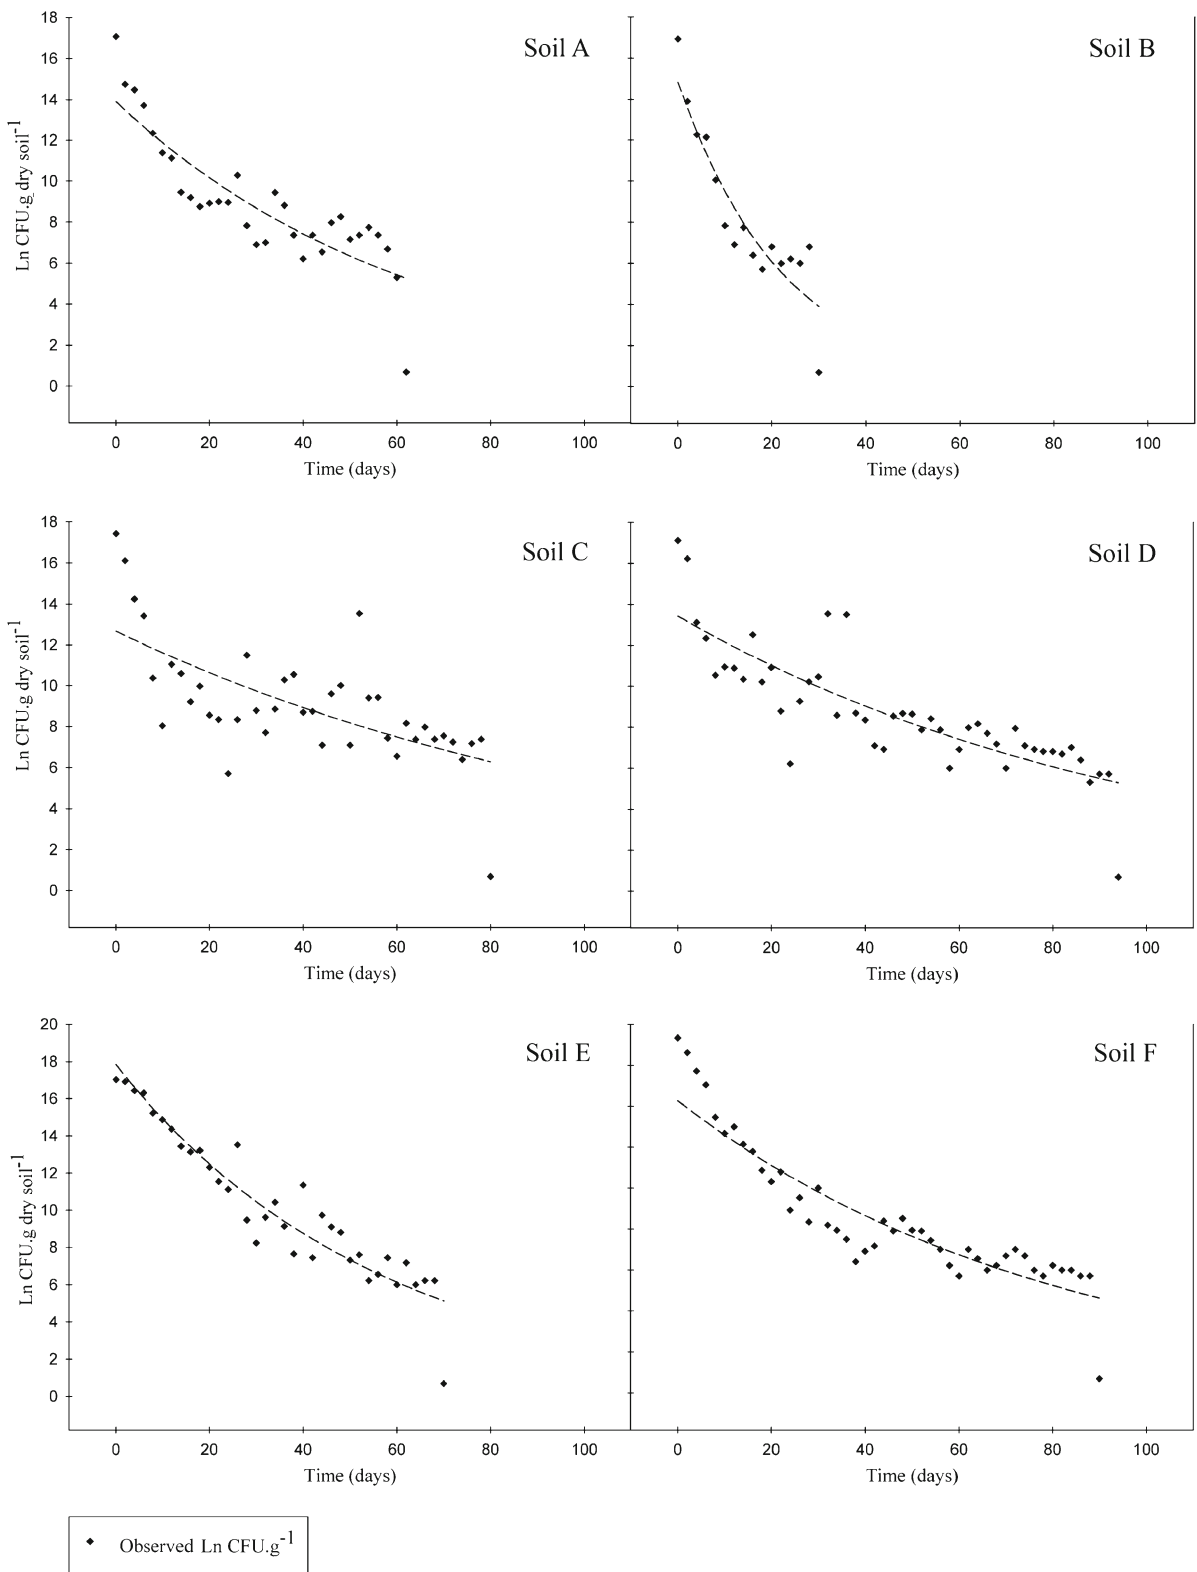 Soil A
Ln CFU.g dry soil-1
18
16
14
12
10
8
6
4
2
0
0 20 40 60 80 100
Time (days)
Soil B
0 20 40 60 80 100
Time (days)
Soil C
Ln CFU.g dry soil-1
18
16
14
12
10
8
6
4
2
0
0 20 40 60 80 100
Time (days)
Soil D
0 20 40 60 80 100
Time (days)
Soil E
Ln CFU.g dry soil-1
20
18
16
14
12
10
8
6
4
2
0
0 20 40 60 80 100
Time (days)
Soil F
0 20 40 60 80 100
Time (days)
Observed Ln CFU.g-1